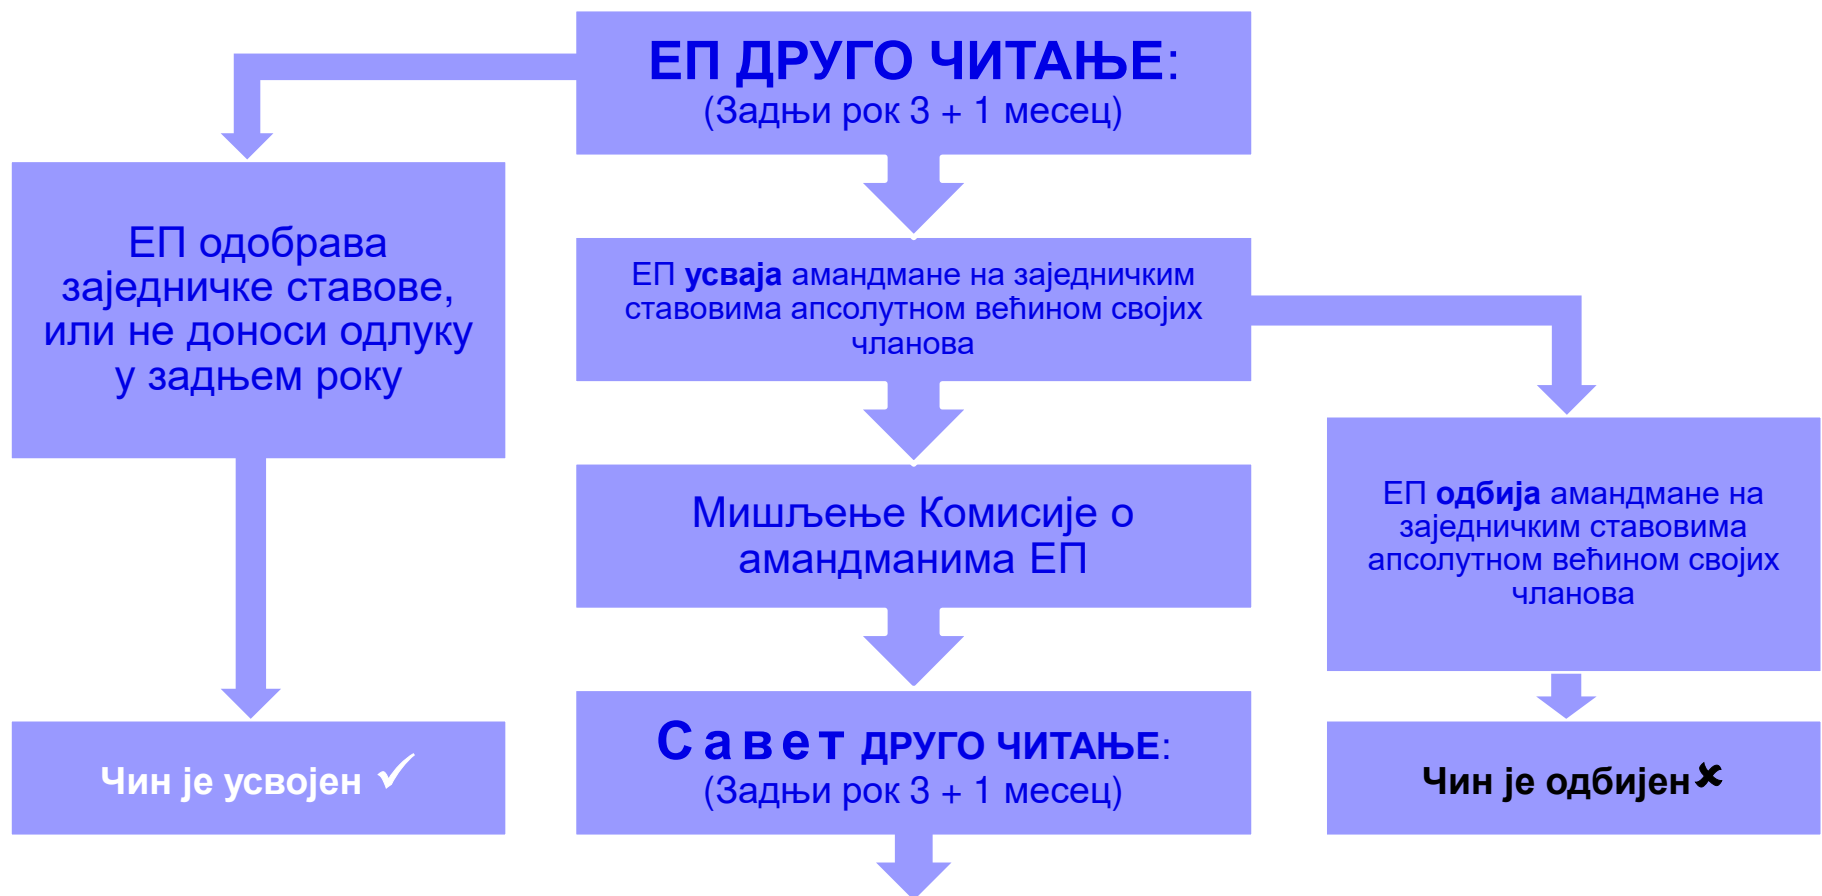 ЕП ДРУГО ЧИТАЊЕ:
(Задњи рок 3 + 1 месец)
ЕП одобрава
заједничке ставове,
или не доноси одлуку
у задњем року
ЕП усваја амандмане на заједничким
ставовима апсолутном већином својих
чланова
Мишљење Комисије о
амандманима ЕП
ЕП одбија амандмане на
заједничким ставовима
апсолутном већином својих
чланова
Савет ДРУГО ЧИТАЊЕ:
(Задњи рок 3 + 1 месец)
Чин је усвојен ✓
Чин је одбијен✘